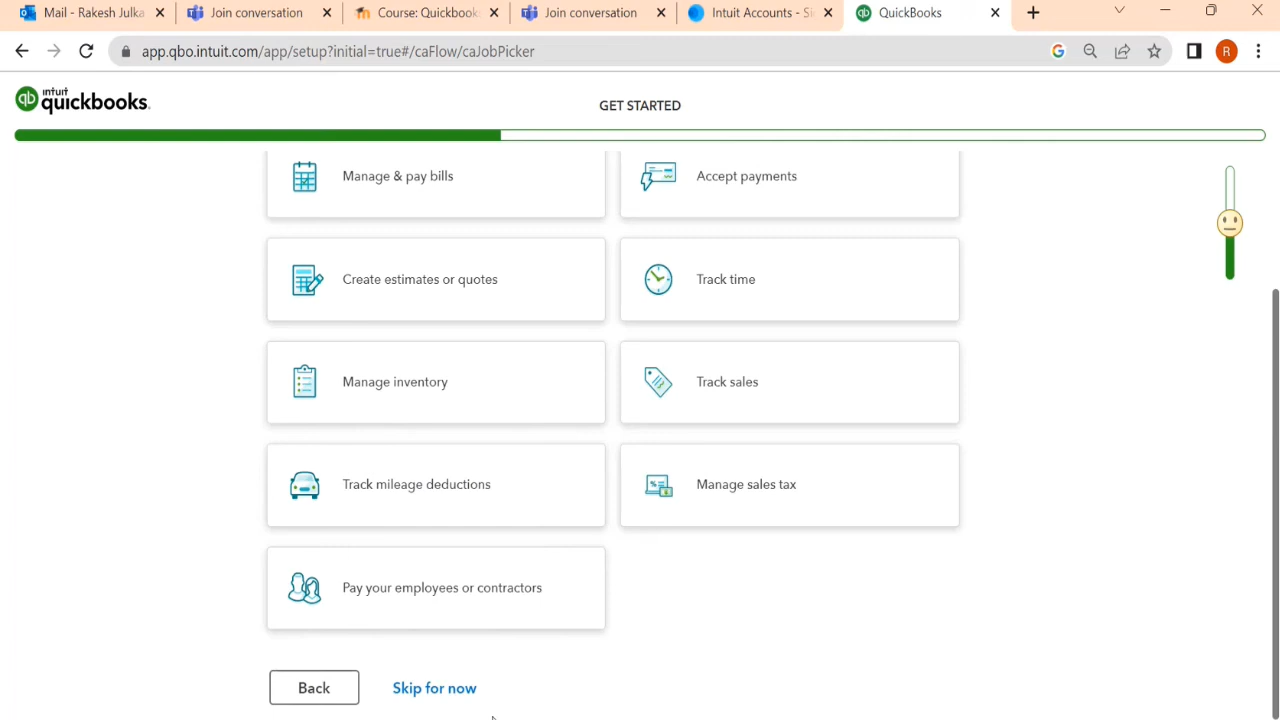 Mail - Rakesh Julka
Join conversation
Course: Quickbook
Join conversation
Intuit Accounts - Si
QuickBooks
app.qbo.intuit.com/app/setup?initial=true#/caFlow/caJobPicker
R
qb
intuit
quickbooks.
GET STARTED
Manage & pay bills
Accept payments
Create estimates or quotes
Track time
Manage inventory
Track sales
Track mileage deductions
Manage sales tax
Pay your employees or contractors
Back
Skip for now